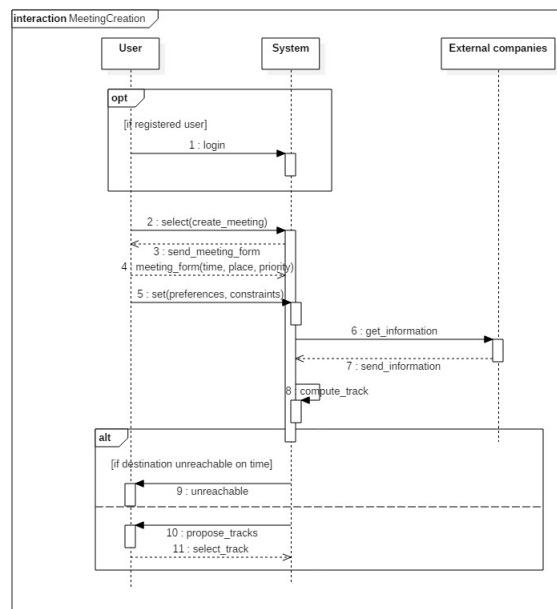 interaction MeetingCreation
User
System
External companies
opt
[if registered user]
1 : login
2 : select(create_meeting)
3 : send_meeting_form
4 : meeting_form(time, place, priority)
5 : set(preferences, constraints)
6 : get_information
7 : send_information
8 : compute_track
alt
[if destination unreachable on time]
9 : unreachable
10 : propose_tracks
11 : select_track